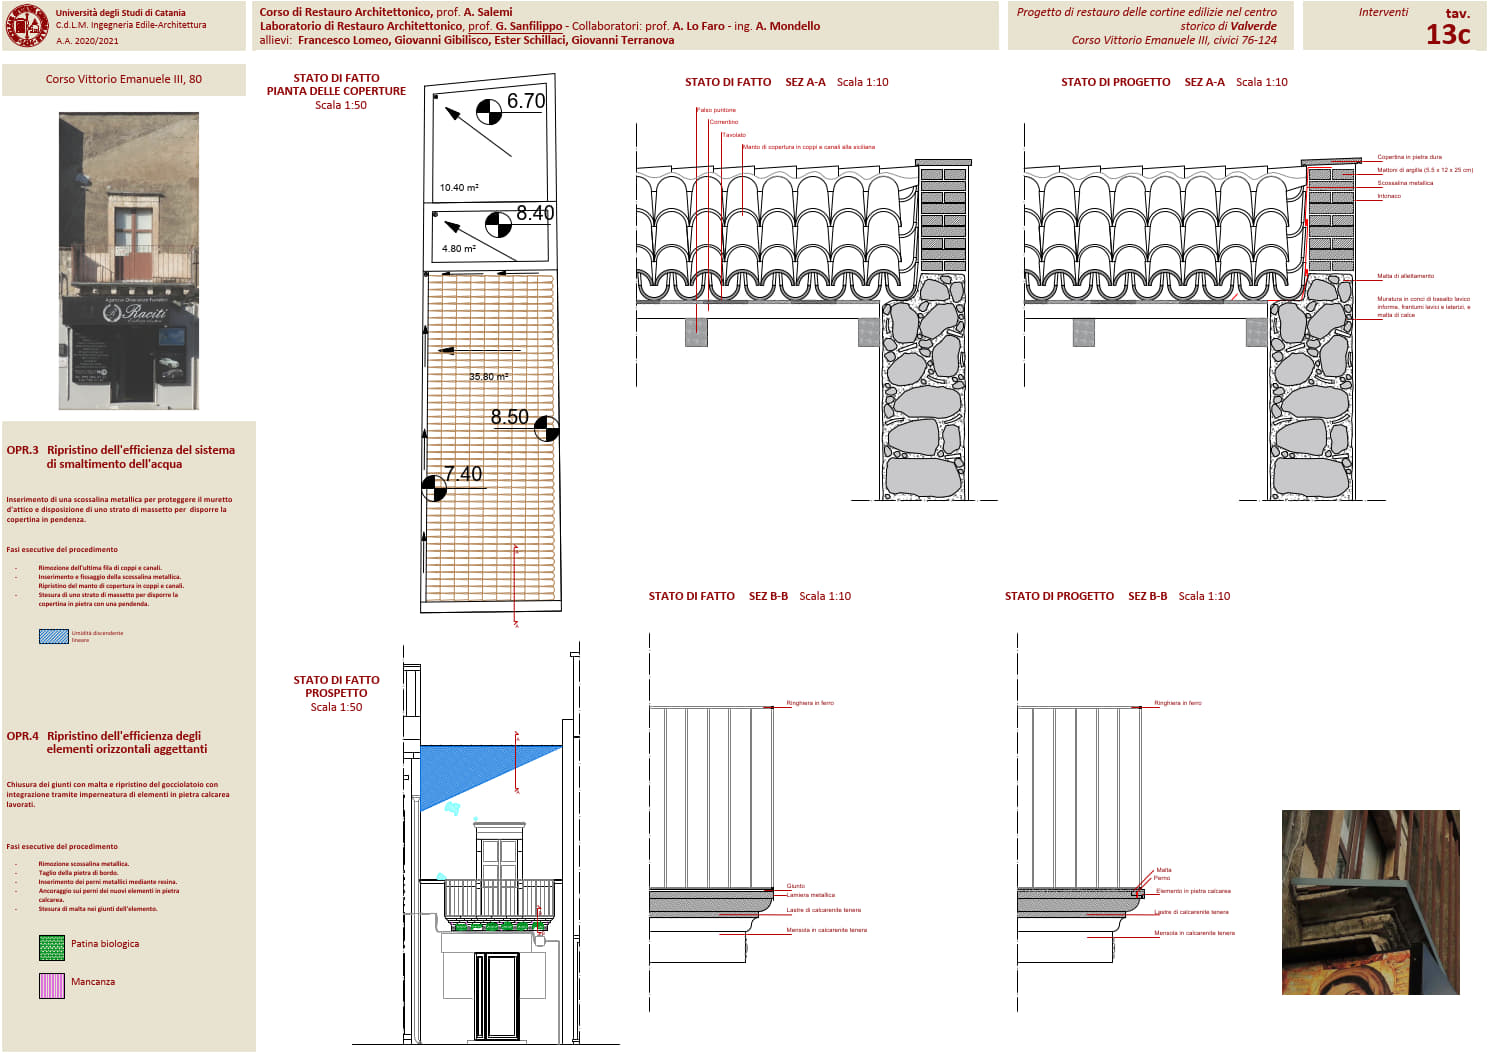 Università degli Studi di Catania
C.d.L.M. Ingegneria Edile-Architettura
A.A. 2020/2021
Corso di Restauro Architettonico, prof. A. Salemi
Laboratorio di Restauro Architettonico, prof. G. Sanfilippo - Collaboratori: prof. A. Lo Faro - ing. A. Mondello
allievi: Francesco Lomeo, Giovanni Gibilisco, Ester Schillaci, Giovanni Terranova
Progetto di restauro delle cortine edilizie nel centro
storico di Valverde
Corso Vittorio Emanuele III, civici 76-124
Interventi
tav.
13c
Corso Vittorio Emanuele III, 80
Raciti
OPR.3 Ripristino dell'efficienza del sistema
di smaltimento dell'acqua
Inserimento di una scossalina metallica per proteggere il muretto
d'attico e disposizione di uno strato di massetto per disporre la
copertina in pendenza.
Fasi esecutive del procedimento
- Rimozione dell'ultima fila di coppi e canali.
- Inserimento e fissaggio della scossalina metallica.
Ripristino del manto di copertura in coppi e canali.
- Stesura di uno strato di massetto per disporre la
copertina in pietra con una pendenda.
Umidità discendente
lineare
OPR.4 Ripristino dell'efficienza degli
elementi orizzontali aggettanti
Chiusura dei giunti con malta e ripristino del gocciolatoio con
integrazione tramite imperneatura di elementi in pietra calcarea
lavorati.
Fasi esecutive del procedimento
- Rimozione scossalina metallica.
- Taglio della pietra di bordo.
- Inserimento dei perni metallici mediante resina.
- Ancoraggio sui perni dei nuovi elementi in pietra
calcarea.
- Stesura di malta nei giunti dell'elemento.
Patina biologica
Mancanza
STATO DI FATTO
PIANTA DELLE COPERTURE
Scala 1:50
6.70
10.40 m²
8.40
4.80 m²
35.80 m²
8.50
7.40
STATO DI FATTO
PROSPETTO
Scala 1:50
STATO DI FATTO SEZ A-A Scala 1:10
Falso puntone
Correntino
Tavolato
Manto di copertura in coppi e canali alla siciliana
STATO DI PROGETTO SEZ A-A Scala 1:10
Copertina in pietra dura
Mattoni di argilla (5.5 x 12 x 25 cm)
Scossalina metallica
Intonaco
Malta di allettamento
Muratura in conci di basalto lavico
informe, frantumi lavici e laterizi, e
malta di calce
STATO DI FATTO SEZ B-B Scala 1:10
Ringhiera in ferro
Giunto
Lamiera metallica
Lastre di calcarenite tenera
Mensola in calcarenite tenera
STATO DI PROGETTO SEZ B-B Scala 1:10
Ringhiera in ferro
Malta
Perno
Elemento in pietra calcarea
Lastre di calcarenite tenera
Mensola in calcarenite tenera